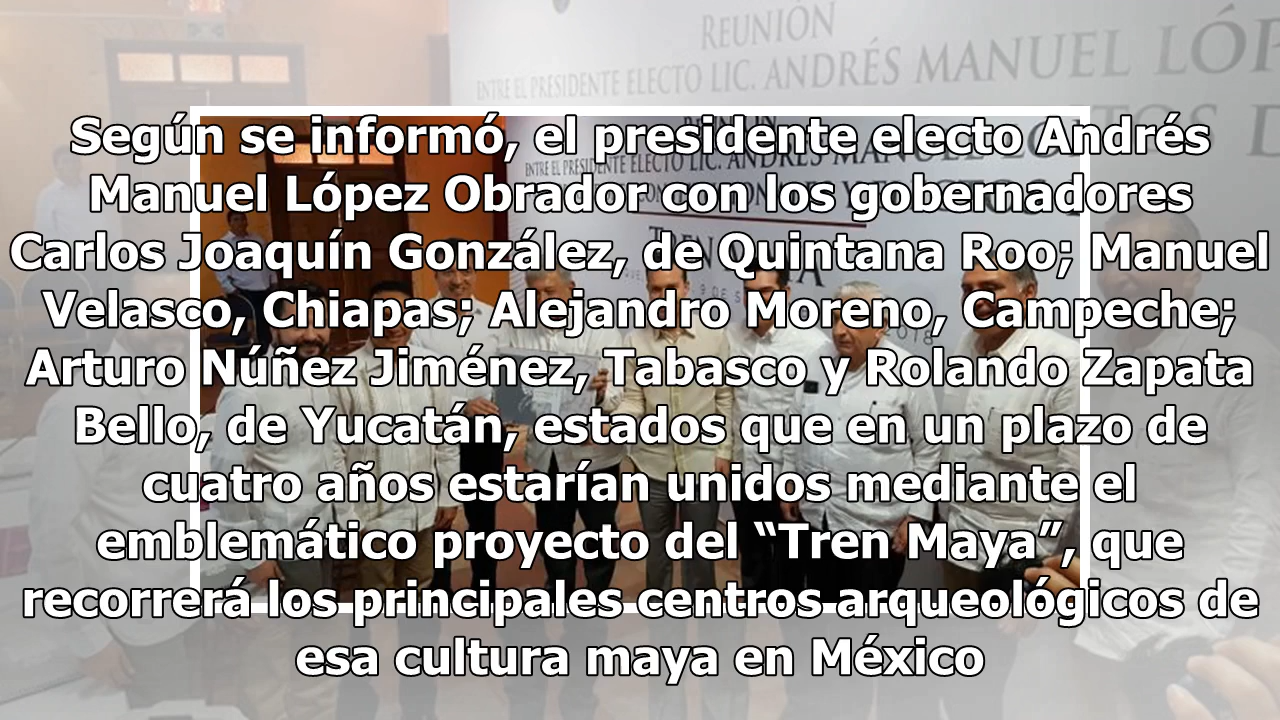 REUNIÓN
ENTRE EL PRESIDENTE ELECTO LIC. ANDRÉS MANUEL LÓP
Según se informó, el presidente electo Andrés
Manuel López Obrador con los gobernadores
Carlos Joaquín González, de Quintana Roo; Manuel
Velasco, Chiapas; Alejandro Moreno, Campeche;
Arturo Núñez Jiménez, Tabasco y Rolando Zapata
Bello, de Yucatán, estados que en un plazo de
cuatro años estarían unidos mediante el
emblemático proyecto del “Tren Maya”, que
recorrerá los principales centros arqueológicos de
esa cultura maya en México